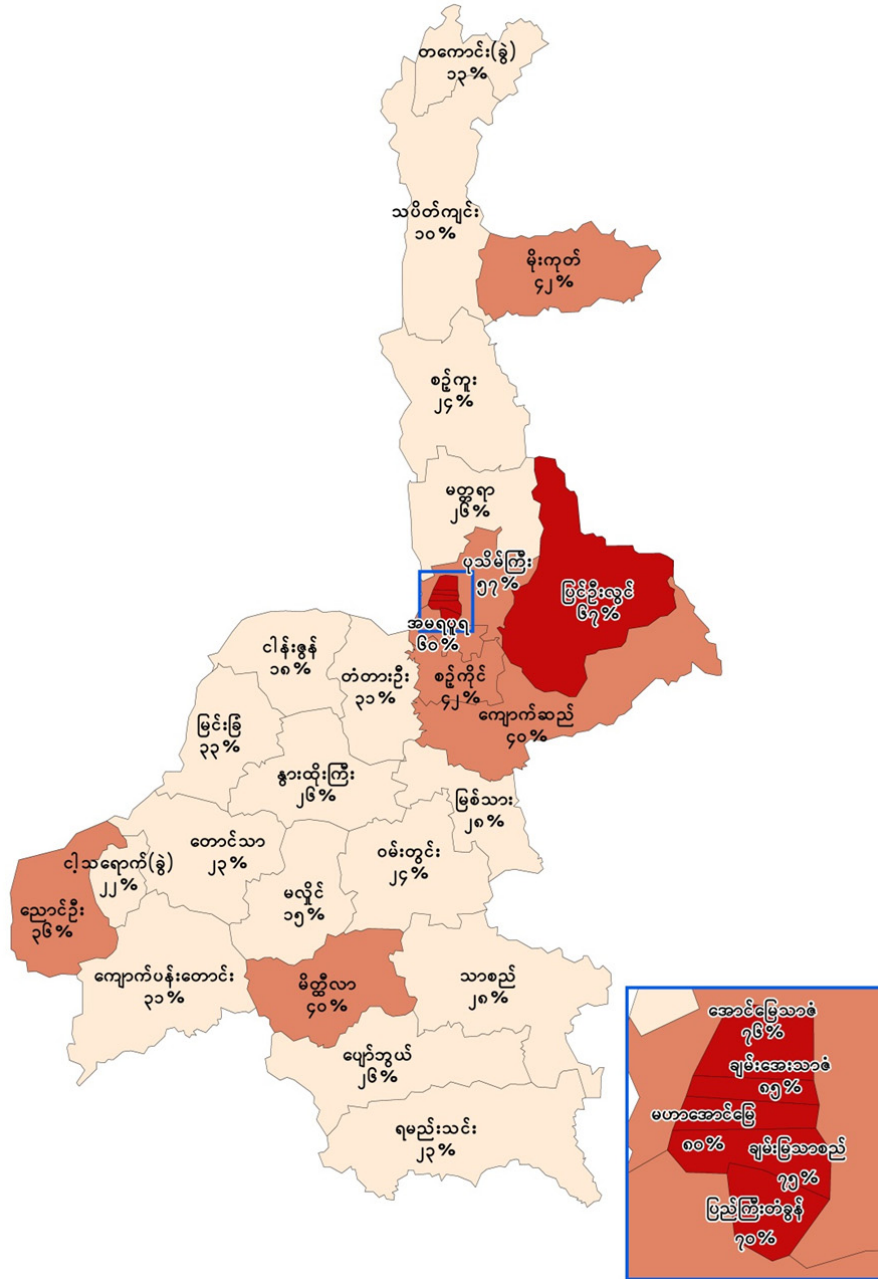 တကောင်း(ခွဲ)
၁၃%
သပိတ်ကျင်း
၁၀%
မိုးကုတ်
၄၂%
စဉ့်ကူး
၂၄%
မတ္တရာ
၂၆%
ပုသိမ်ကြီး
၅၇%
ပြင်ဦးလွင်
၆၇%
အမရပူရ
၆၀%
ငါန်းဇွန်
၁၈%
တံတားဦး
၃၁%
စဉ့်ကိုင်
၄၂%
ကျောက်ဆည်
၄၀%
မြင်းခြံ
၃၃%
နွားထိုးကြီး
၂၆%
မြစ်သား
၂၈%
တောင်သာ
၂၃%
ဝမ်းတွင်း
၂၄%
ငါ့သရောက်(ခွဲ)
၂၂%
မလှိုင်
၁၅%
ညောင်ဦး
၃၆%
ကျောက်ပန်းတောင်း
၃၁%
မိတ္ထီလာ
၄၀%
သာစည်
၂၈%
ပျော်ဘွယ်
၂၆%
ရမည်းသင်း
၂၃%
အောင်မြေသာဇံ
၇၆%
ချမ်းအေးသာဇံ
၈၅%
မဟာအောင်မြေ
၈၀%
ချမ်းမြသာစည်
၇၅%
ပြည်ကြီးတံခွန်
၇၀%